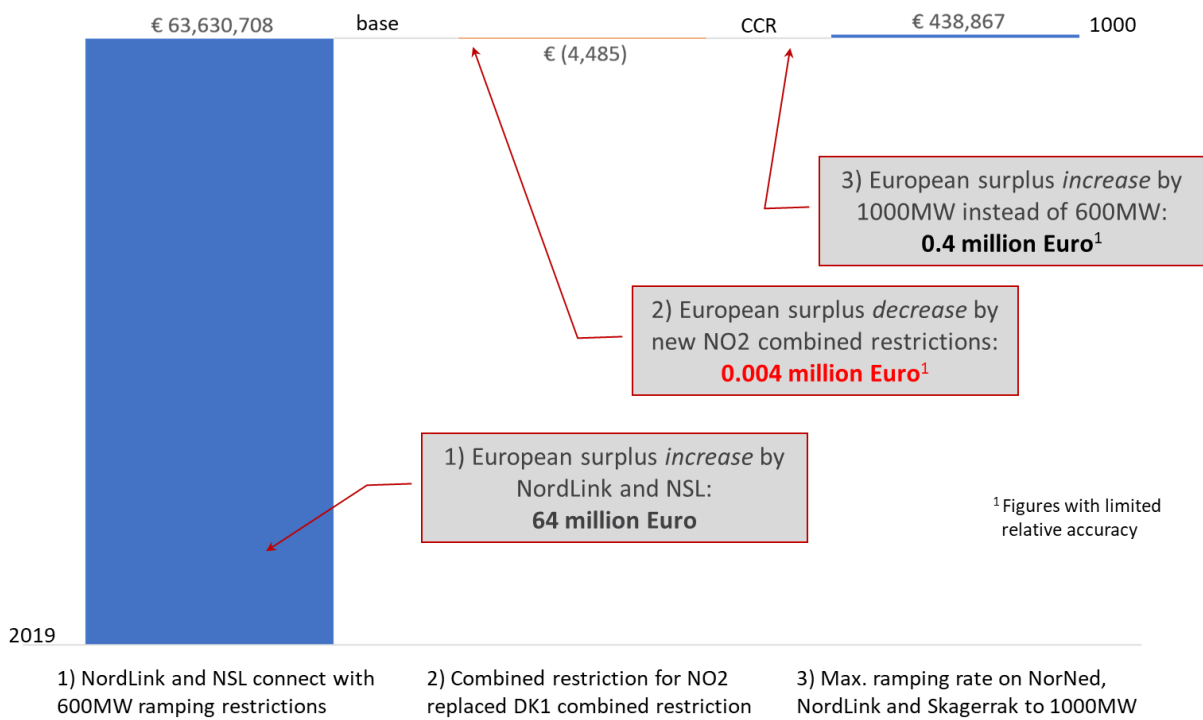 € 63,630,708
base
€ (4,485)
CCR
€ 438,867
1000
3) European surplus increase by
1000MW instead of 600MW:
0.4 million Euro¹
2) European surplus decrease by
new NO2 combined restrictions:
0.004 million Euro¹
1) European surplus increase by
NordLink and NSL:
64 million Euro
¹ Figures with limited
relative accuracy
2019
1) NordLink and NSL connect with
600MW ramping restrictions
2) Combined restriction for NO2
replaced DK1 combined restriction
3) Max. ramping rate on NorNed,
NordLink and Skagerrak to 1000MW